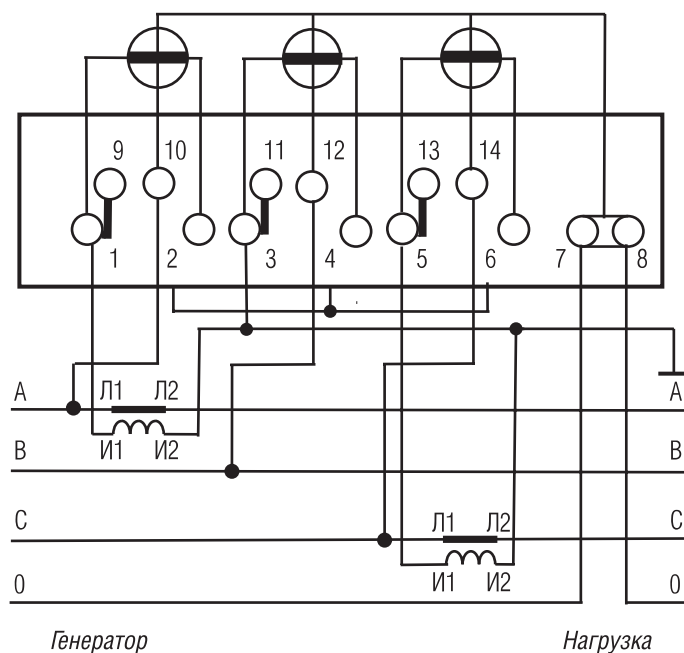 9 10 11 12 13 14
1 2 3 4 5 6 7 8
А Л1 Л2 А
И1 И2
В В
С Л1 Л2 С
И1 И2
0 0
Генератор Нагрузка